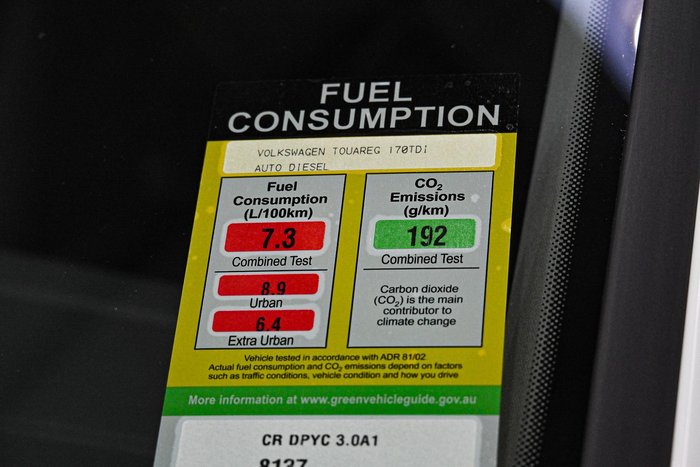 FUEL
CONSUMPTION
VOLKSWAGEN TOUAREG 170TDI
AUTO DIESEL
Fuel
Consumption
(L/100km)
7.3
Combined Test
8.9
Urban
6.4
Extra Urban
CO2
Emissions
(g/km)
192
Combined Test
Carbon dioxide
(CO2) is the main
contributor to
climate change
Vehicle tested in accordance with ADR 81/02
Actual fuel consumption and CO2 emissions depend on factors
such as traffic conditions, vehicle condition and how you drive
More information at www.greenvehicleguide.gov.au
CR DPYC 3.0A1
8137